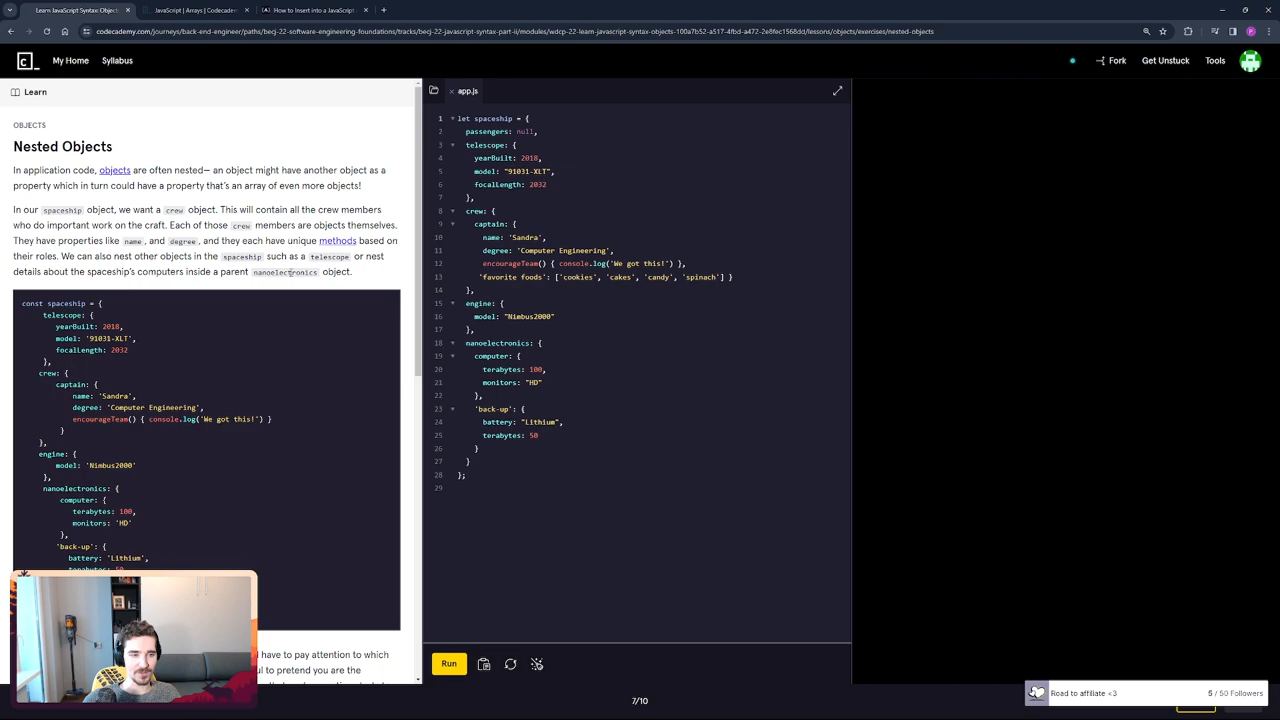 Learn JavaScript Syntax: Object
JavaScript | Arrays | Codecadem
How to Insert into a JavaScript
codecademy.com/journeys/back-end-engineer/paths/becj-22-software-engineering-foundations/tracks/becj-22-javascript-syntax-part-ii/modules/wdcp-22-learn-javascript-syntax-objects-100a7b52-a517-4fbd-a472-2e8fec1568dd/lessons/objects/exercises/nested-objects
My Home
Syllabus
Fork
Get Unstuck
Tools
Learn
OBJECTS
Nested Objects
In application code, objects are often nested— an object might have another object as a
property which in turn could have a property that's an array of even more objects!
In our spaceship object, we want a crew object. This will contain all the crew members
who do important work on the craft. Each of those crew members are objects themselves.
They have properties like name, and degree, and they each have unique methods based on
their roles. We can also nest other objects in the spaceship such as a telescope or nest
details about the spaceship's computers inside a parent nanoelectronics object.
const spaceship = {
telescope: {
yearBuilt: 2018,
model: '91031-XLT',
focalLength: 2032
},
crew: {
captain: {
name: 'Sandra',
degree: 'Computer Engineering',
encourageTeam() { console.log('We got this!') }
}
},
engine: {
model: 'Nimbus2000'
},
nanoelectronics: {
computer: {
terabytes: 100,
monitors: 'HD'
},
'back-up': {
battery: 'Lithium',
terabytes: 50
have to pay attention to which
ul to pretend you are the
app.js
1 let spaceship = {
2 passengers: null,
3 telescope: {
4 yearBuilt: 2018,
5 model: "91031-XLT",
6 focalLength: 2032
7 },
8 crew: {
9 captain: {
10 name: 'Sandra',
11 degree: 'Computer Engineering',
12 encourageTeam() { console.log('We got this!') },
13 'favorite foods': ['cookies', 'cakes', 'candy', 'spinach'] }
14 },
15 engine: {
16 model: "Nimbus2000"
17 },
18 nanoelectronics: {
19 computer: {
20 terabytes: 100,
21 monitors: "HD"
22 },
23 'back-up': {
24 battery: "Lithium",
25 terabytes: 50
26 }
27 }
28 };
29
Run
7/10
Road to affiliate <3
5 / 50 Followers